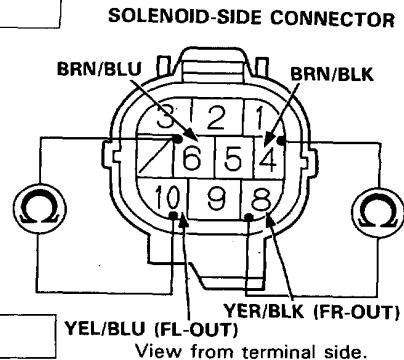 SOLENOID-SIDE CONNECTOR
BRN/BLU
BRN/BLK
3 2 1
6 5 4
10 9 8
Ω
Ω
YER/BLK (FR-OUT)
YEL/BLU (FL-OUT)
View from terminal side.